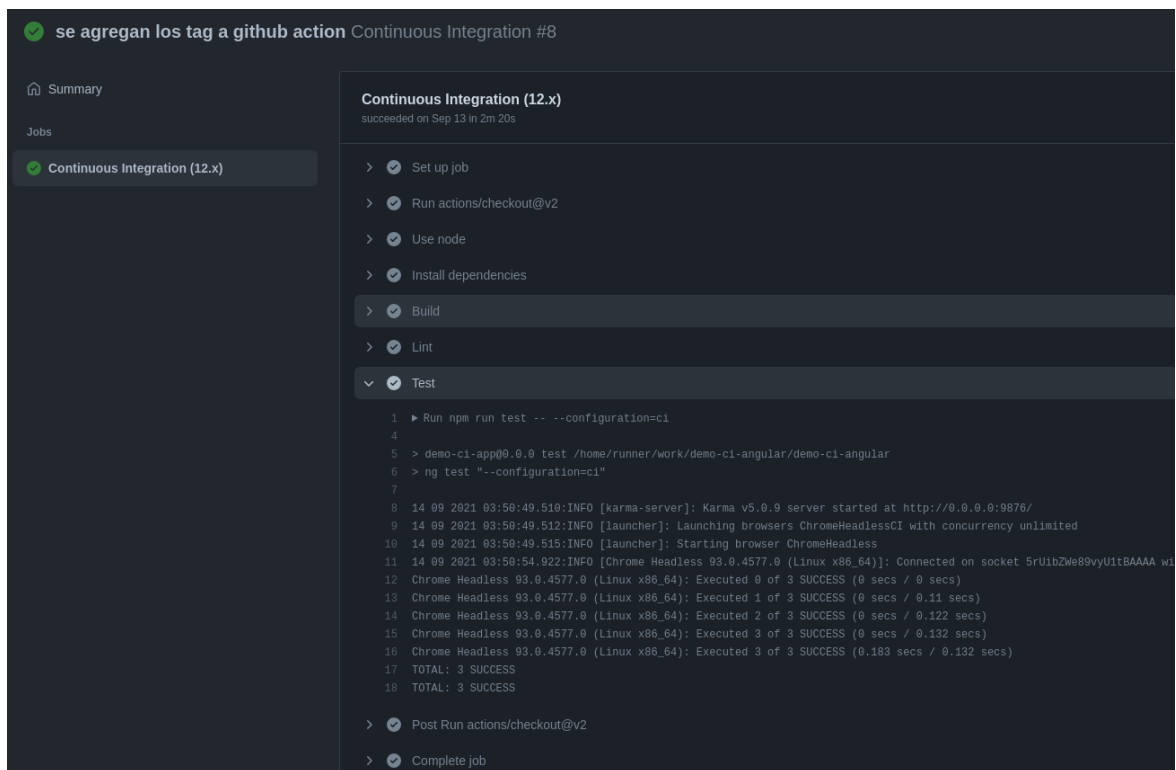 se agregan los tag a github action Continuous Integration #8
Summary
Jobs
Continuous Integration (12.x)
Continuous Integration (12.x)
succeeded on Sep 13 in 2m 20s
Set up job
Run actions/checkout@v2
Use node
Install dependencies
Build
Lint
Test
1 Run npm run test -- --configuration=ci
4
5 > demo-ci-app@0.0.0 test /home/runner/work/demo-ci-angular/demo-ci-angular
6 > ng test "--configuration=ci"
7
8 14 09 2021 03:50:49.510:INFO [karma-server]: Karma v5.0.9 server started at http://0.0.0.0:9876/
9 14 09 2021 03:50:49.512:INFO [launcher]: Launching browsers ChromeHeadlessCI with concurrency unlimited
10 14 09 2021 03:50:49.515:INFO [launcher]: Starting browser ChromeHeadless
11 14 09 2021 03:50:54.922:INFO [Chrome Headless 93.0.4577.0 (Linux x86_64)]: Connected on socket 5rUibZWe89vyU1tBAAAA wi
12 Chrome Headless 93.0.4577.0 (Linux x86_64): Executed 0 of 3 SUCCESS (0 secs / 0 secs)
13 Chrome Headless 93.0.4577.0 (Linux x86_64): Executed 1 of 3 SUCCESS (0 secs / 0.11 secs)
14 Chrome Headless 93.0.4577.0 (Linux x86_64): Executed 2 of 3 SUCCESS (0 secs / 0.122 secs)
15 Chrome Headless 93.0.4577.0 (Linux x86_64): Executed 3 of 3 SUCCESS (0 secs / 0.132 secs)
16 Chrome Headless 93.0.4577.0 (Linux x86_64): Executed 3 of 3 SUCCESS (0.183 secs / 0.132 secs)
17 TOTAL: 3 SUCCESS
18 TOTAL: 3 SUCCESS
Post Run actions/checkout@v2
Complete job